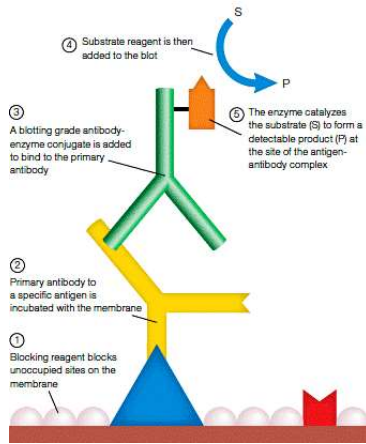 S
④ Substrate reagent is then
added to the blot
P
③
A blotting grade antibody-
enzyme conjugate is added
to bind to the primary
antibody
⑤ The enzyme catalyzes
the substrate (S) to form a
detectable product (P) at
the site of the antigen-
antibody complex
②
Primary antibody to
a specific antigen is
incubated with the membrane
①
Blocking reagent blocks
unoccupied sites on
the membrane